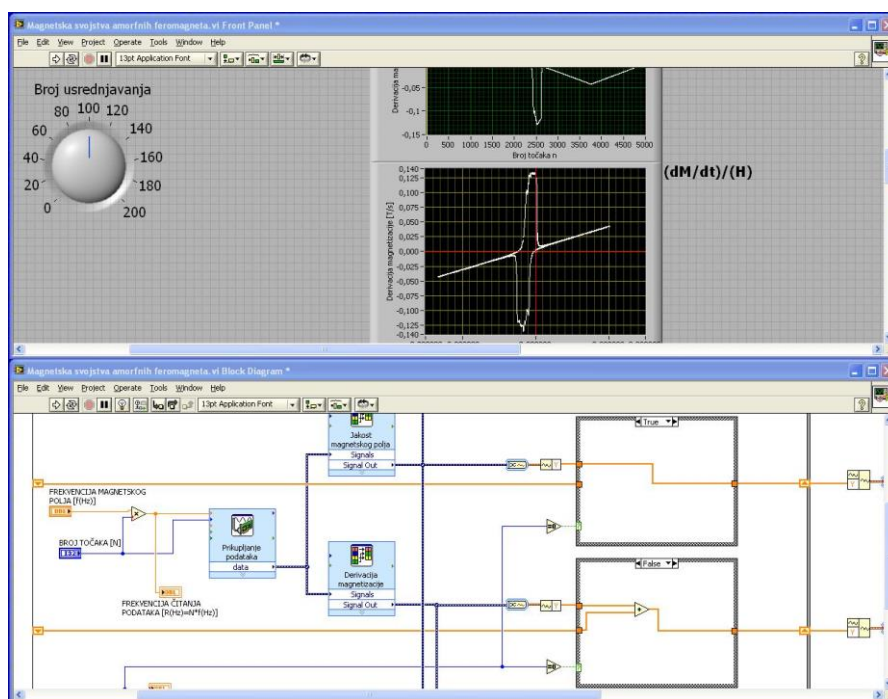 Magnetska svojstva amorfnih feromagneta.vi Front Panel *
File Edit View Project Operate Tools Window Help
13pt Application Font
Broj usrednjavanja
0 20 40 60 80 100 120 140 160 180 200
Derivacija ma
-0,05
-0,1
-0,15
0 500 1000 1500 2000 2500 3000 3500 4000 4500 5000
Broj točaka n
(dM/dt)/(H)
Derivacija magnetizacije [T/s]
0,140
0,125
0,100
0,075
0,050
0,025
0,000
-0,025
-0,050
-0,075
-0,100
-0,125
-0,140
Magnetska svojstva amorfnih feromagneta.vi Block Diagram *
File Edit View Project Operate Tools Window Help
13pt Application Font
Jakost
magnetskog polja
Signals
Signal Out
True
FREKVENCIJA MAGNETSKOG
POLJA [f(Hz)]
DBL
BROJ TOČAKA [N]
I32
Prikupljanje
podataka
data
Derivacija
magnetizacije
Signals
Signal Out
DBL
FREKVENCIJA ČITANJA
PODATAKA [R(Hz)=N*f(Hz)]
False